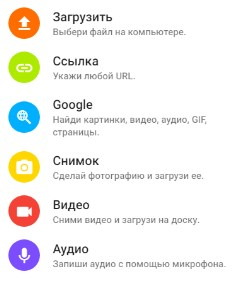 Загрузить
Выбери файл на компьютере.
Ссылка
Укажи любой URL.
Google
Найди картинки, видео, аудио, GIF,
страницы.
Снимок
Сделай фотографию и загрузи ее.
Видео
Сними видео и загрузи на доску.
Аудио
Запиши аудио с помощью микрофона.